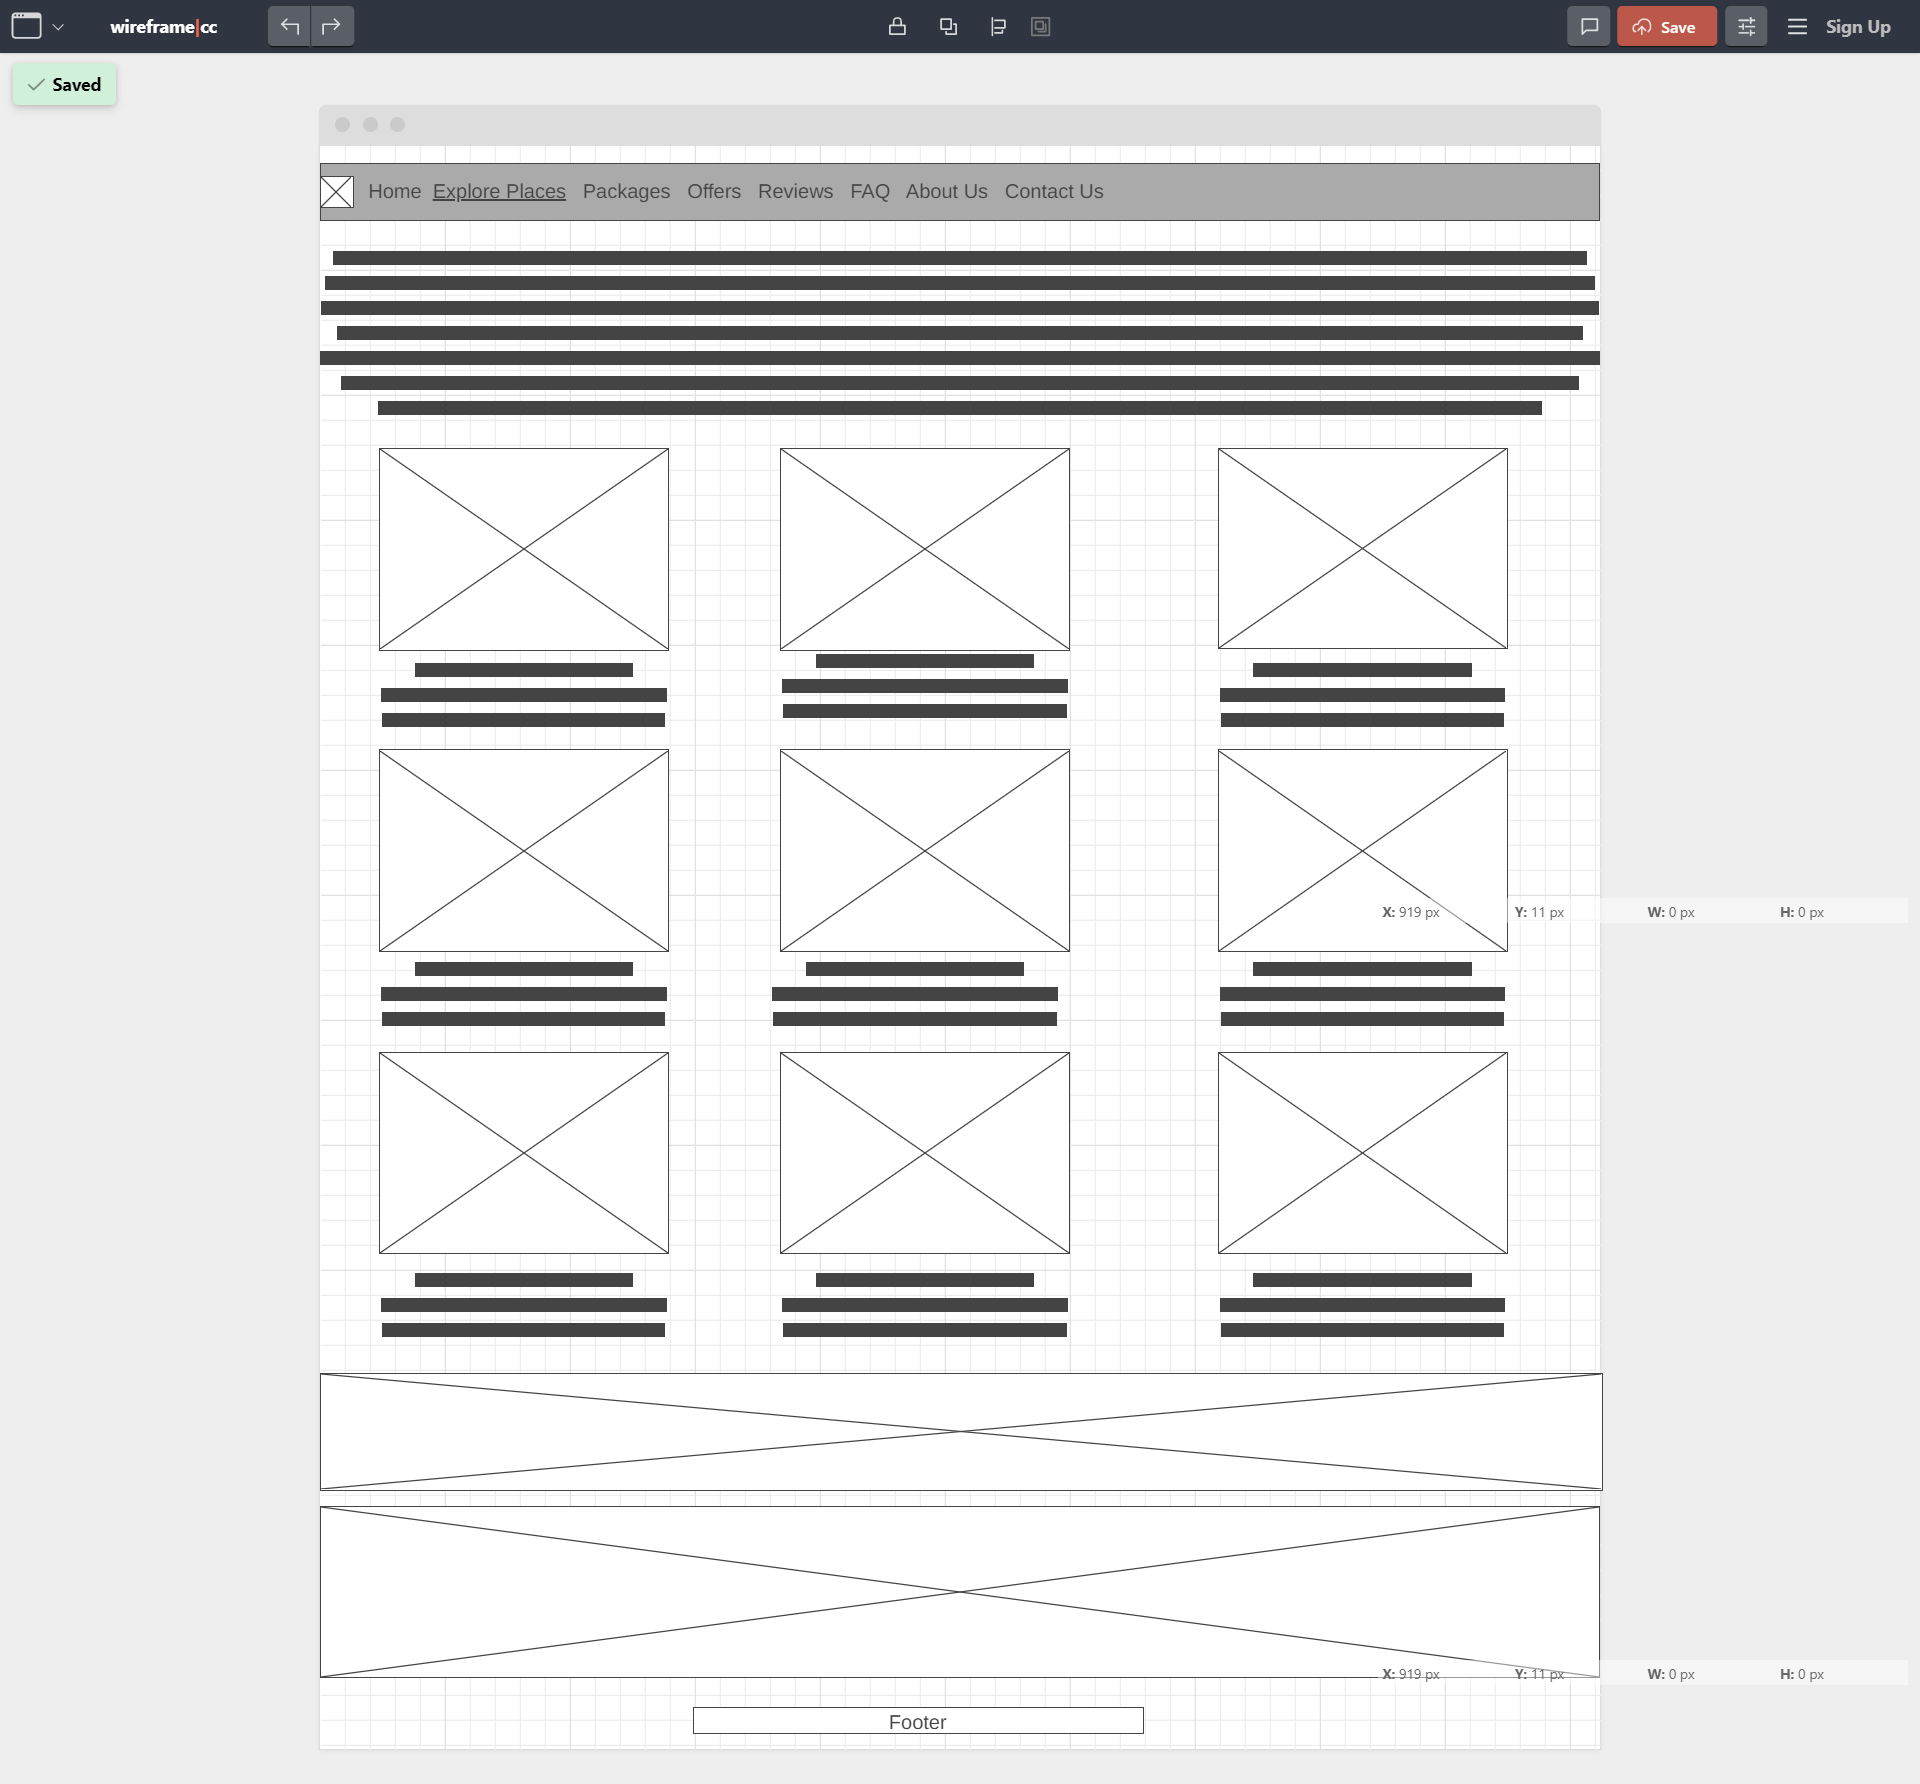 wireframe|cc
Save
Sign Up
Saved
Home Explore Places Packages Offers Reviews FAQ About Us Contact Us
X: 919 px Y: 11 px W: 0 px H: 0 px
X: 919 px Y: 11 px W: 0 px H: 0 px
Footer